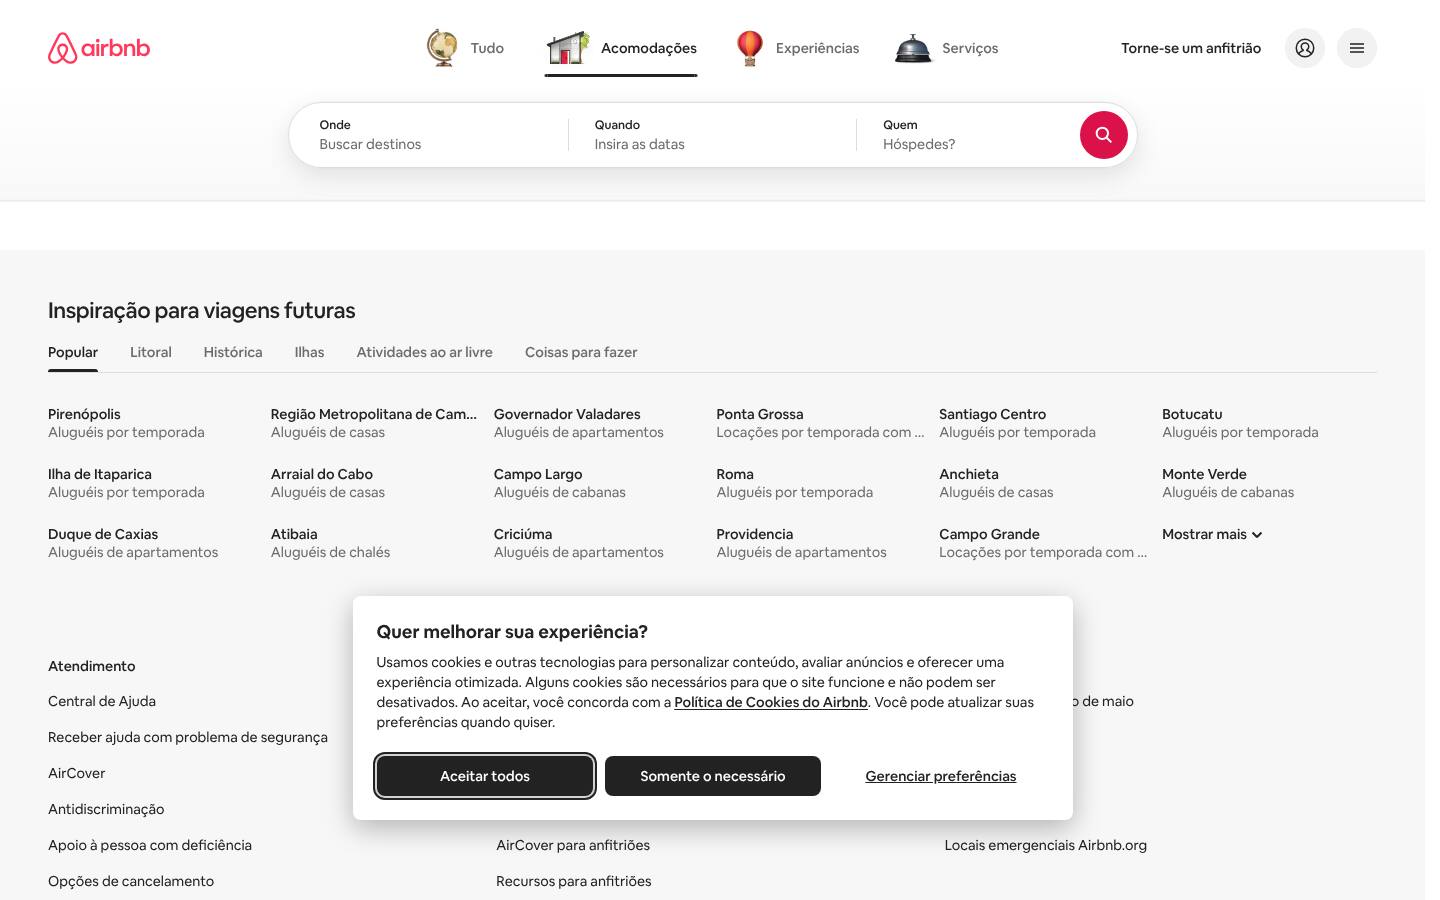 airbnb
Tudo
Acomodações
Experiências
Serviços
Torne-se um anfitrião
Onde
Buscar destinos
Quando
Insira as datas
Quem
Hóspedes?
Inspiração para viagens futuras
Popular
Litoral
Histórica
Ilhas
Atividades ao ar livre
Coisas para fazer
Pirenópolis
Aluguéis por temporada
Região Metropolitana de Cam...
Aluguéis de casas
Governador Valadares
Aluguéis de apartamentos
Ponta Grossa
Locações por temporada com ...
Santiago Centro
Aluguéis por temporada
Botucatu
Aluguéis por temporada
Ilha de Itaparica
Aluguéis por temporada
Arraial do Cabo
Aluguéis de casas
Campo Largo
Aluguéis de cabanas
Roma
Aluguéis por temporada
Anchieta
Aluguéis de casas
Monte Verde
Aluguéis de cabanas
Duque de Caxias
Aluguéis de apartamentos
Atibaia
Aluguéis de chalés
Criciúma
Aluguéis de apartamentos
Providencia
Aluguéis de apartamentos
Campo Grande
Locações por temporada com ...
Mostrar mais
Quer melhorar sua experiência?
Usamos cookies e outras tecnologias para personalizar conteúdo, avaliar anúncios e oferecer uma
experiência otimizada. Alguns cookies são necessários para que o site funcione e não podem ser
desativados. Ao aceitar, você concorda com a Política de Cookies do Airbnb. Você pode atualizar suas
preferências quando quiser.
Aceitar todos
Somente o necessário
Gerenciar preferências
Atendimento
Central de Ajuda
Receber ajuda com problema de segurança
AirCover
Antidiscriminação
Apoio à pessoa com deficiência
Opções de cancelamento
AirCover para anfitriões
Recursos para anfitriões
de maio
Locais emergenciais Airbnb.org